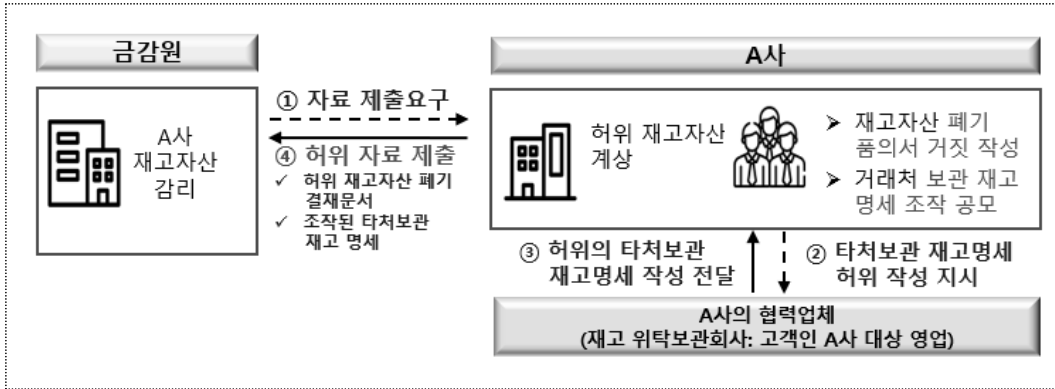 금감원
A사
재고자산
감리
① 자료 제출요구
④ 허위 자료 제출
✓ 허위 재고자산 폐기
결재문서
✓ 조작된 타처보관
재고 명세
A사
허위 재고자산
계상
➢ 재고자산 폐기
품의서 거짓 작성
➢ 거래처 보관 재고
명세 조작 공모
③ 허위의 타처보관
재고명세 작성 전달
② 타처보관 재고명세
허위 작성 지시
A사의 협력업체
(재고 위탁보관회사: 고객인 A사 대상 영업)